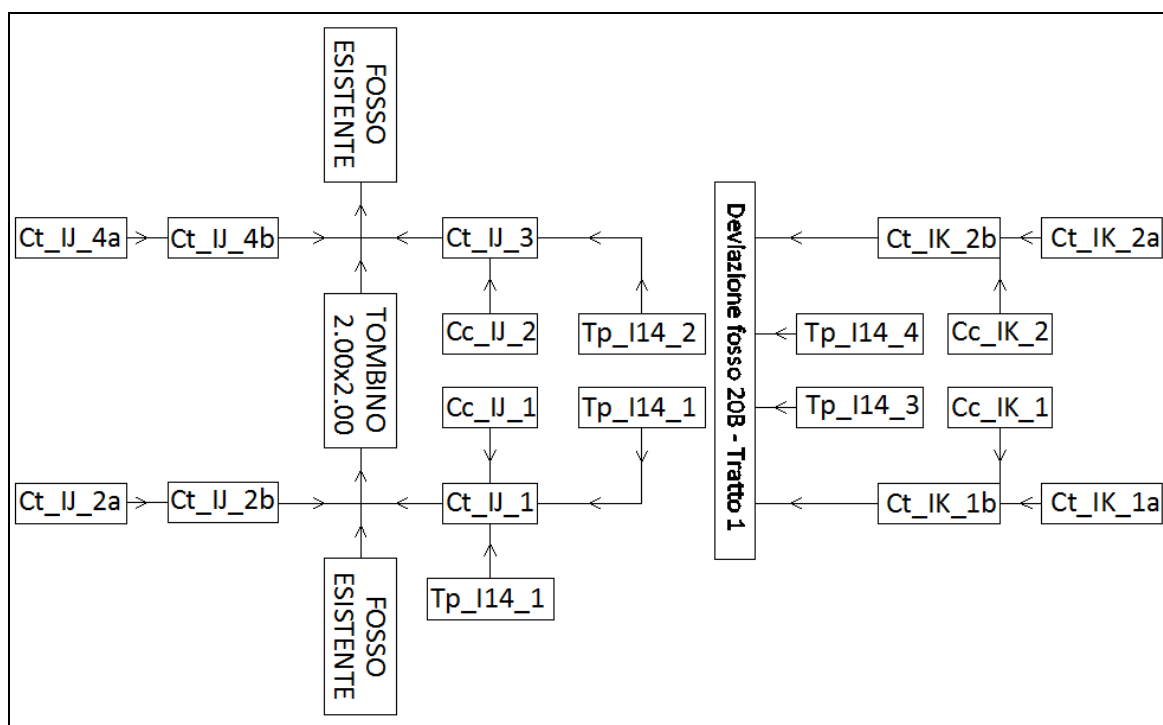 FOSSO
ESISTENTE
Ct_IJ_4a
Ct_IJ_4b
Ct_IJ_3
Ct_IK_2b
Ct_IK_2a
TOMBINO
2.00x2.00
Cc_IJ_2
Tp_I14_2
Deviazione fosso 20B - Tratto 1
Tp_I14_4
Cc_IK_2
Cc_IJ_1
Tp_I14_1
Tp_I14_3
Cc_IK_1
Ct_IJ_2a
Ct_IJ_2b
Ct_IJ_1
Ct_IK_1b
Ct_IK_1a
FOSSO
ESISTENTE
Tp_I14_1